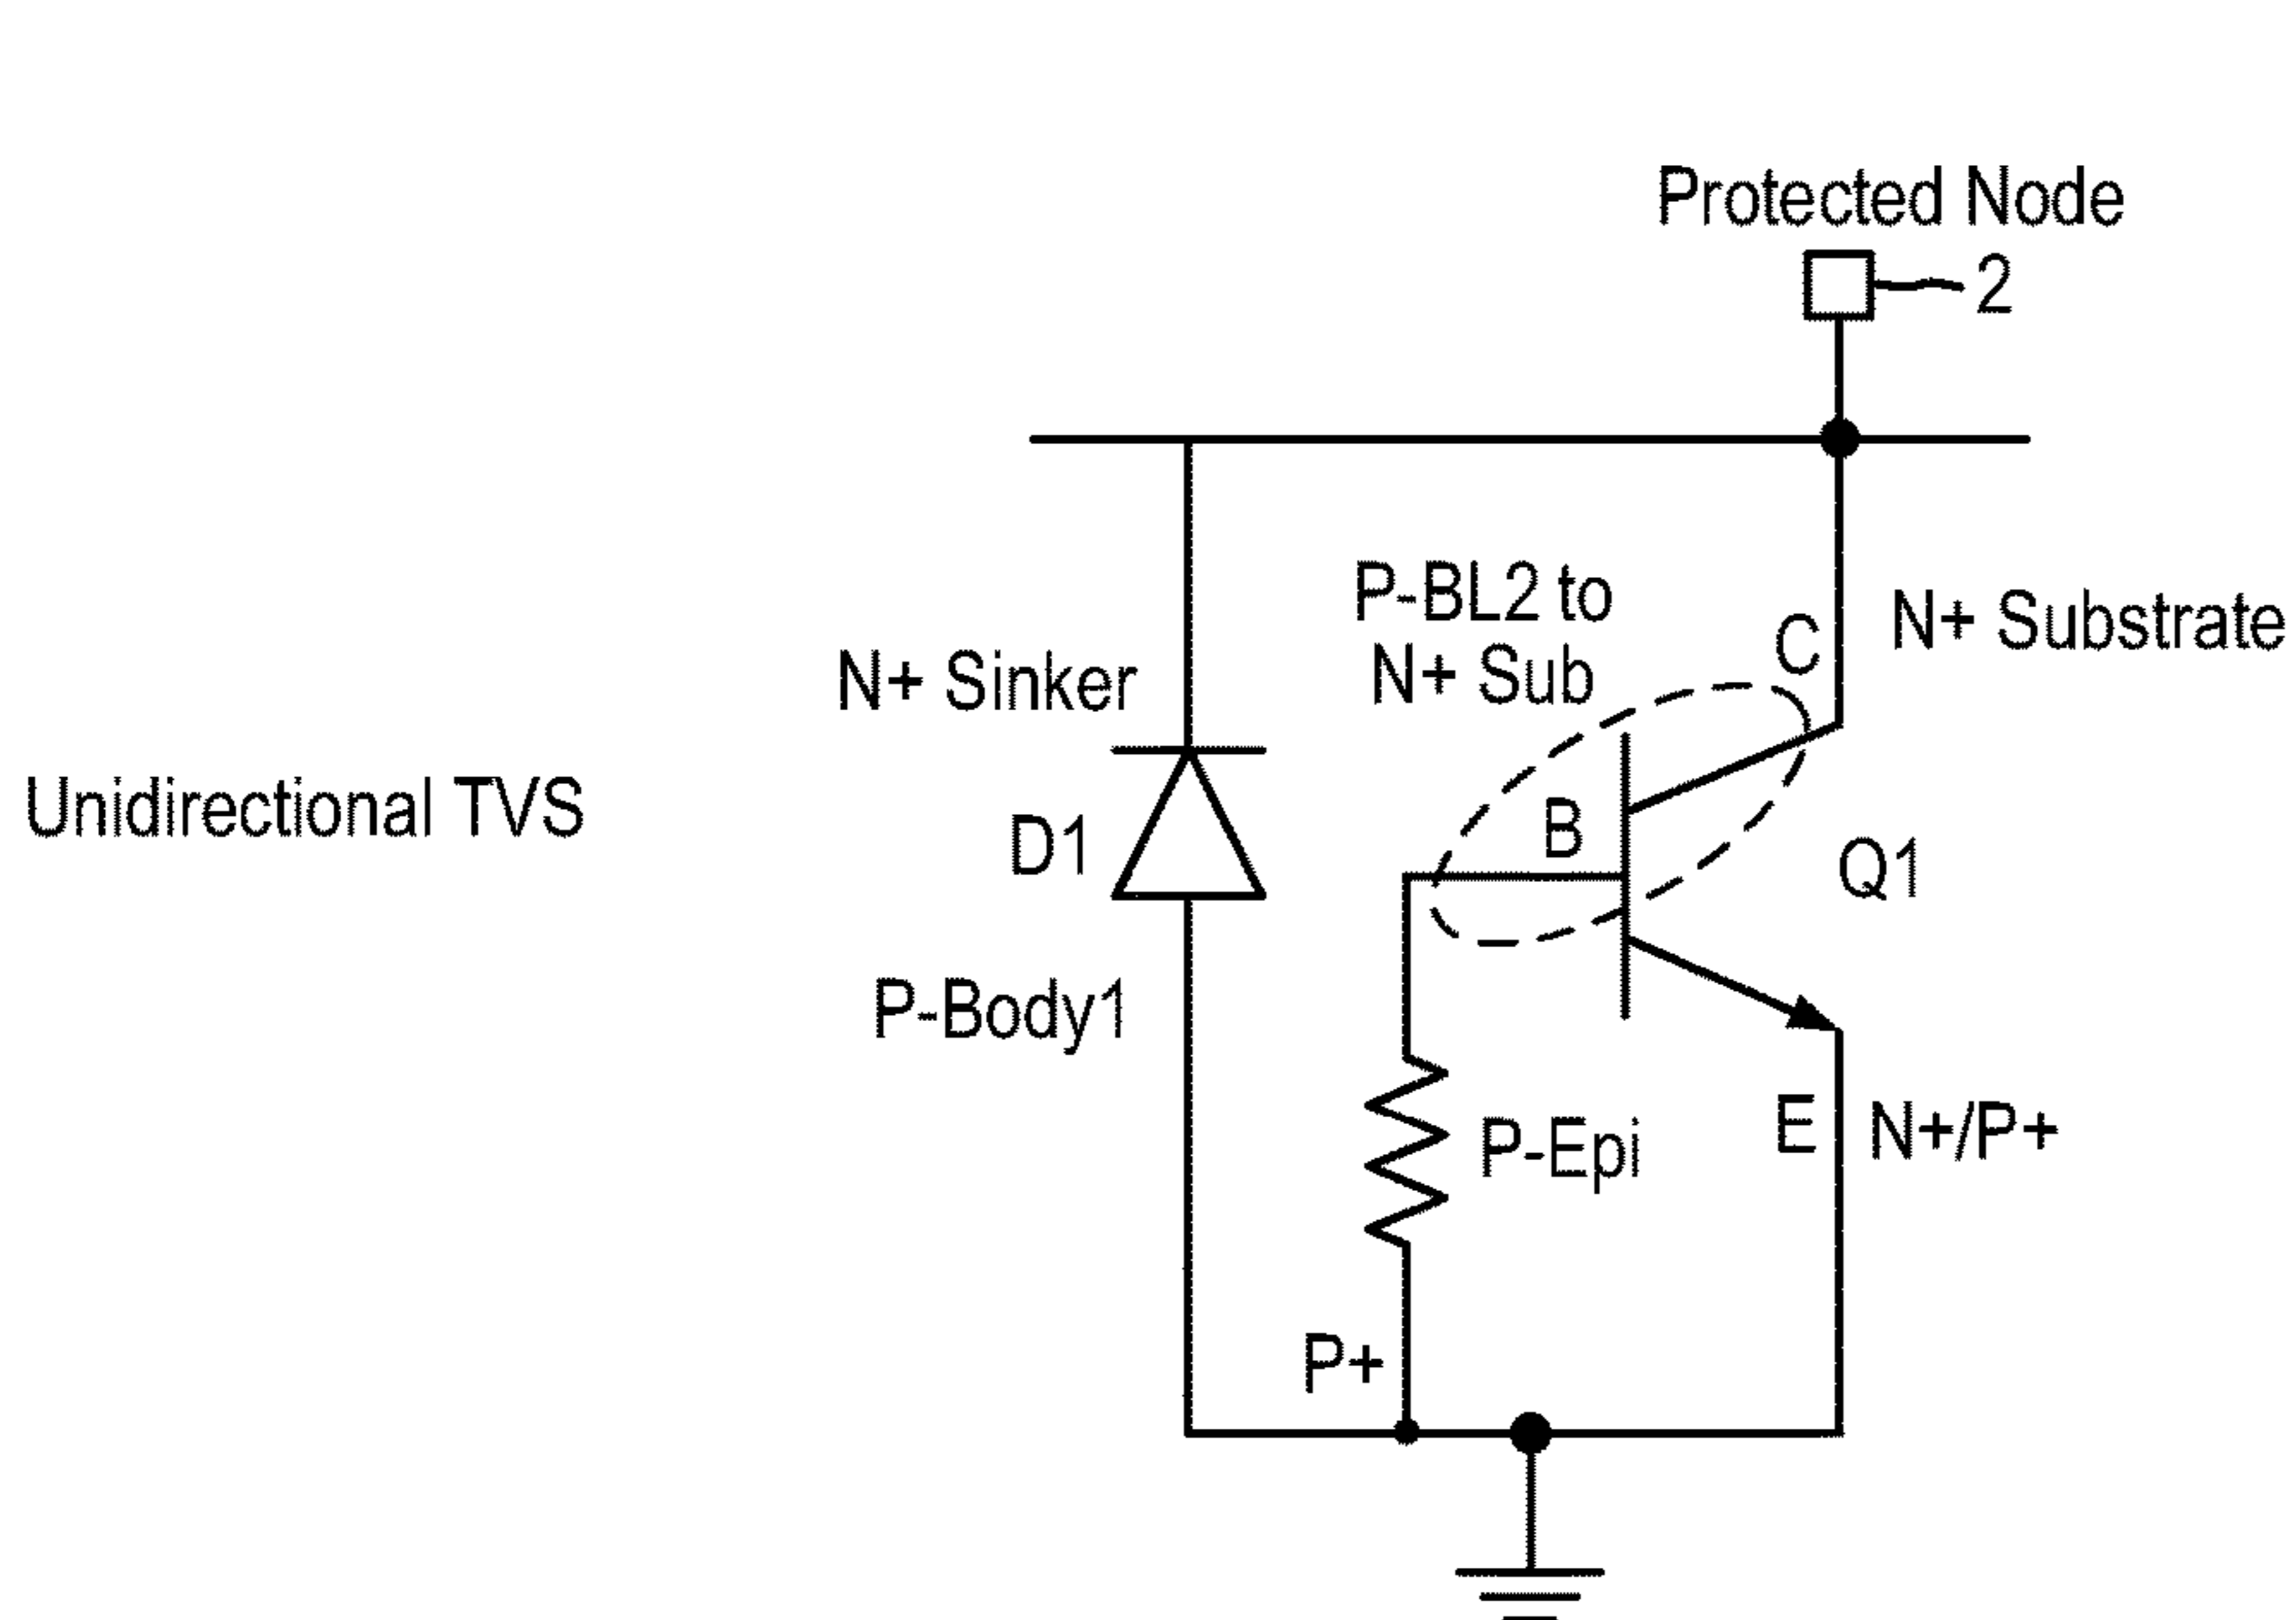 Protected Node
2
P-BL2 to
N+ Sub
C
N+ Substrate
N+ Sinker
Unidirectional TVS
D1
B
Q1
P-Body1
P-Epi
E
N+/P+
P+